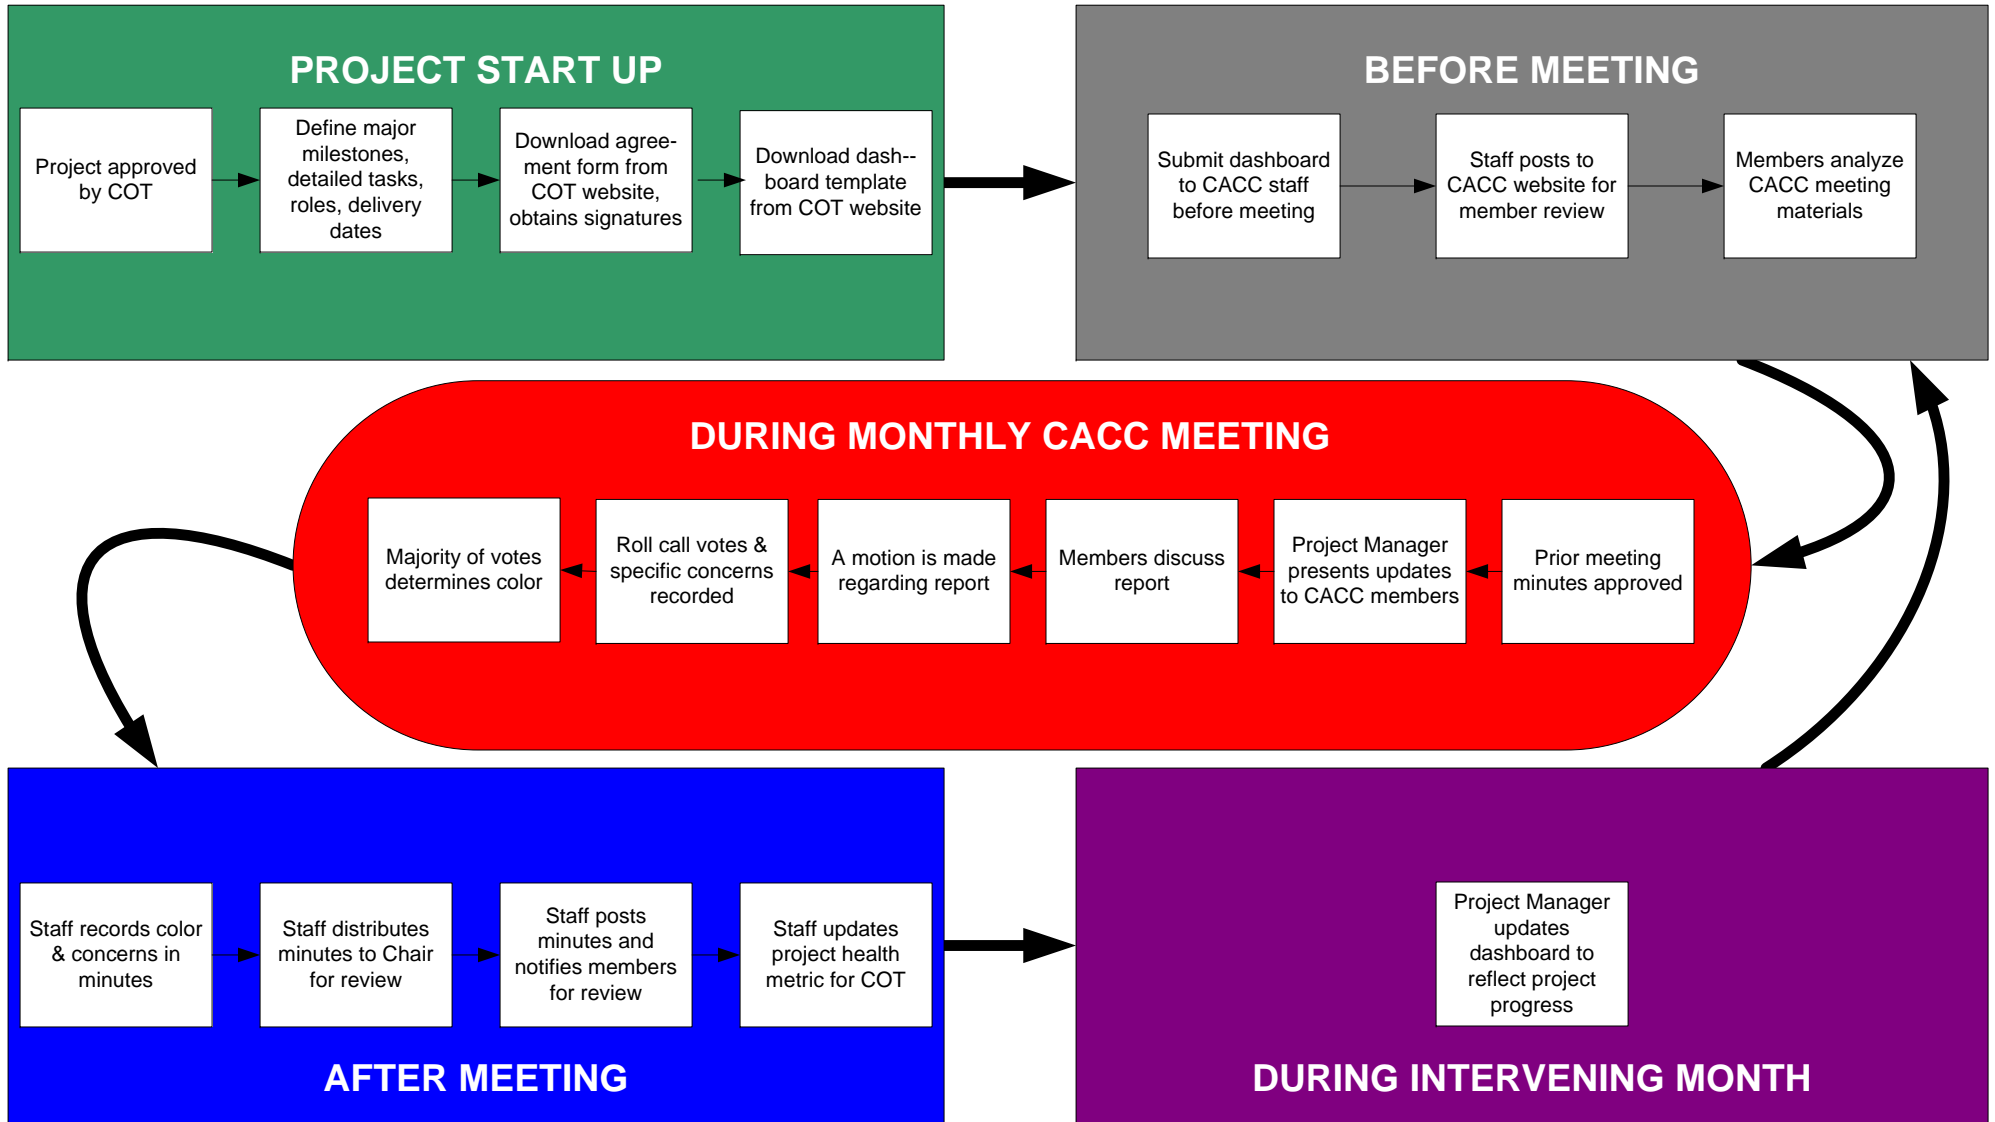 PROJECT START UP
Project approved
by COT
Define major
milestones,
detailed tasks,
roles, delivery
dates
Download agree-
ment form from
COT website,
obtains signatures
Download dash--
board template
from COT website
BEFORE MEETING
Submit dashboard
to CACC staff
before meeting
Staff posts to
CACC website for
member review
Members analyze
CACC meeting
materials
DURING MONTHLY CACC MEETING
Prior meeting
minutes approved
Project Manager
presents updates
to CACC members
Members discuss
report
A motion is made
regarding report
Roll call votes &
specific concerns
recorded
Majority of votes
determines color
Staff records color
& concerns in
minutes
Staff distributes
minutes to Chair
for review
Staff posts
minutes and
notifies members
for review
Staff updates
project health
metric for COT
AFTER MEETING
Project Manager
updates
dashboard to
reflect project
progress
DURING INTERVENING MONTH